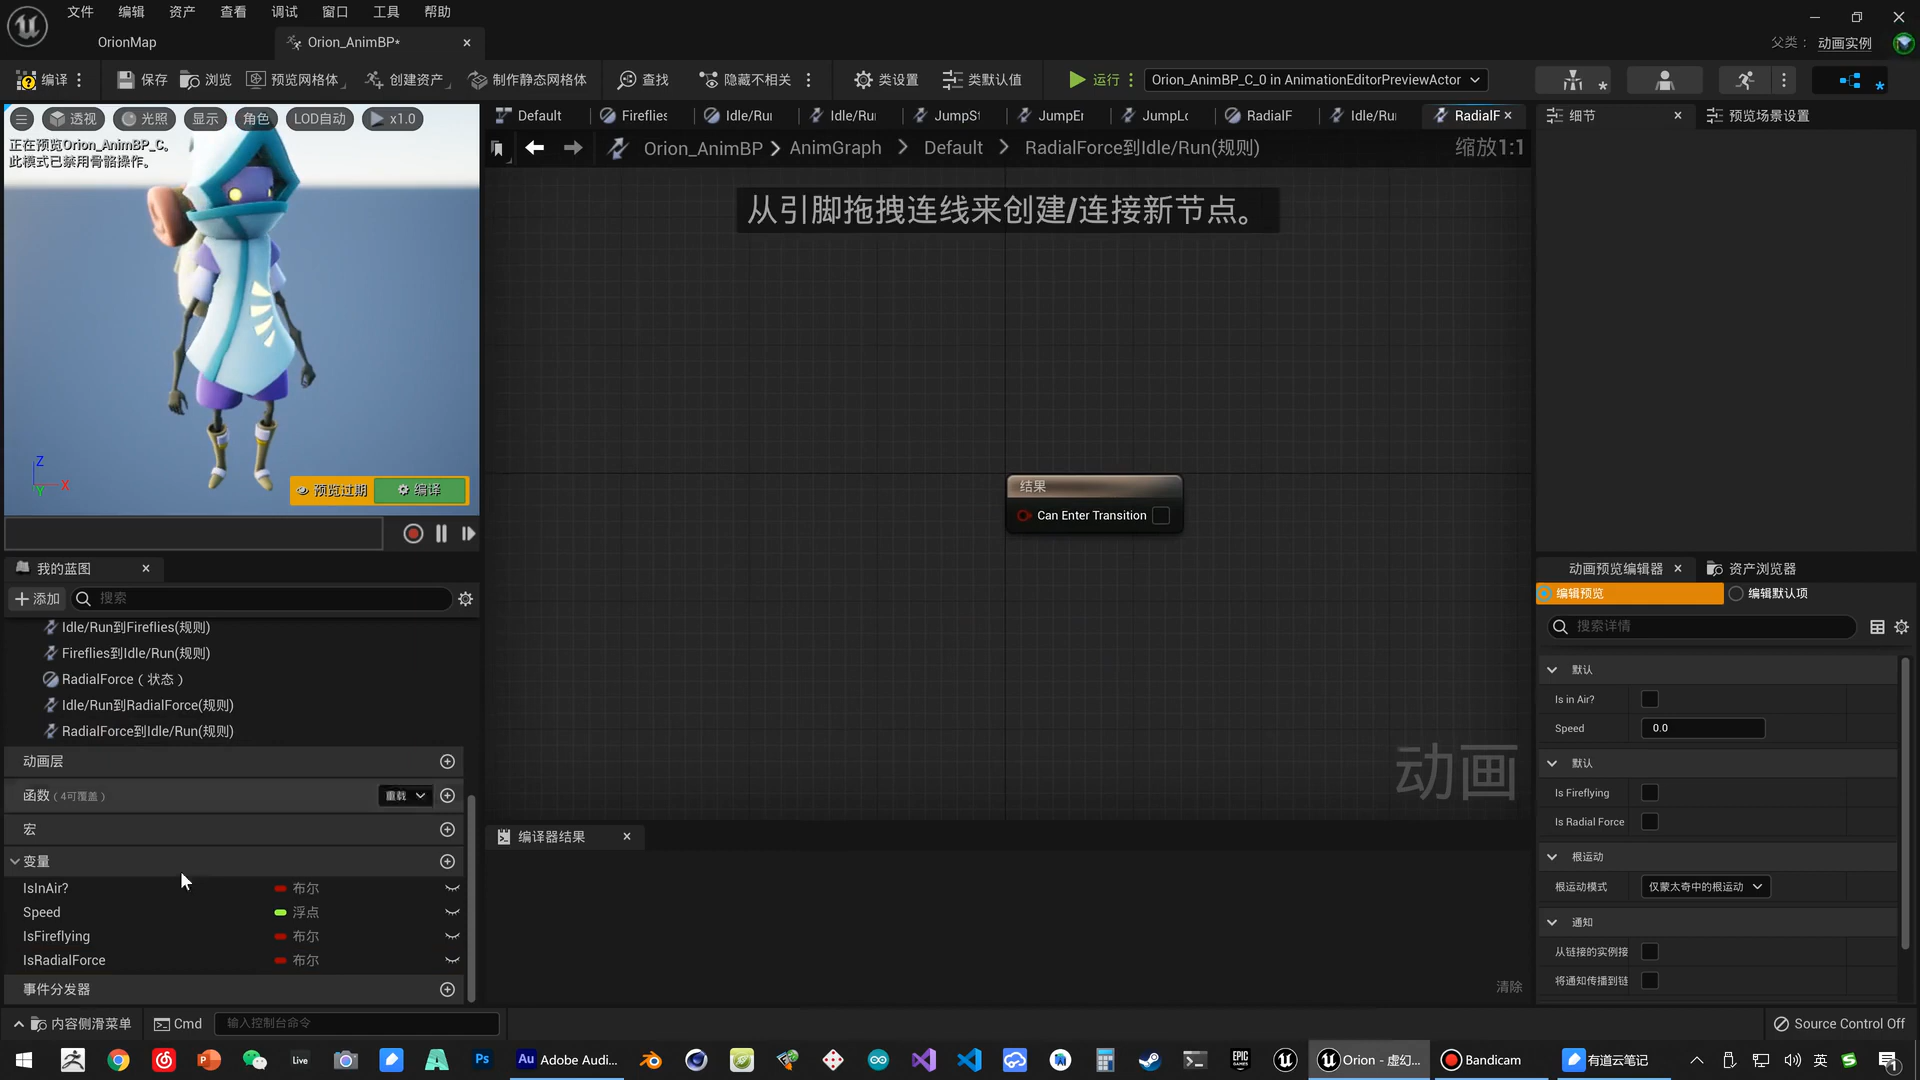 文件 编辑 资产 查看 调试 窗口 工具 帮助
OrionMap
Orion_AnimBP*
父类：
动画实例
编译
保存
浏览
预览网格体
创建资产
制作静态网格体
查找
隐藏不相关
类设置
类默认值
运行
Orion_AnimBP_C_0 in AnimationEditorPreviewActor
透视
光照
显示
角色
LOD自动
x1.0
正在预览Orion_AnimBP_C。
此模式已禁用骨骼操作。
Z
X
Y
预览过期
编译
Default
Fireflies
Idle/Ru
Idle/Ru
JumpSt
JumpEr
JumpLo
RadialF
Idle/Ru
RadialF
Orion_AnimBP
AnimGraph
Default
RadialForce到Idle/Run(规则)
缩放1:1
从引脚拖拽连线来创建/连接新节点。
结果
Can Enter Transition
动画
编译器结果
清除
我的蓝图
添加
搜索
Idle/Run到Fireflies(规则)
Fireflies到Idle/Run(规则)
RadialForce（状态）
Idle/Run到RadialForce(规则)
RadialForce到Idle/Run(规则)
动画层
函数（4可覆盖）
重载
宏
变量
IsInAir? 布尔
Speed 浮点
IsFireflying 布尔
IsRadialForce 布尔
事件分发器
细节
预览场景设置
动画预览编辑器
资产浏览器
编辑预览
编辑默认项
搜索详情
默认
Is in Air?
Speed 0.0
默认
Is Fireflying
Is Radial Force
根运动
根运动模式 仅蒙太奇中的根运动
通知
从链接的实例接
将通知传播到链
内容侧滑菜单
Cmd
输入控制台命令
Source Control Off
Live
Ps
Au
Adobe Audi...
EPIC
GAMES
Orion - 虚幻...
Bandicam
有道云笔记
英
1